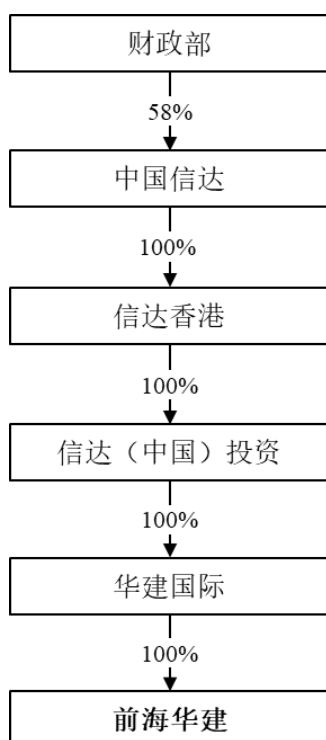 财政部
58%
中国信达
100%
信达香港
100%
信达（中国）投资
100%
华建国际
100%
前海华建